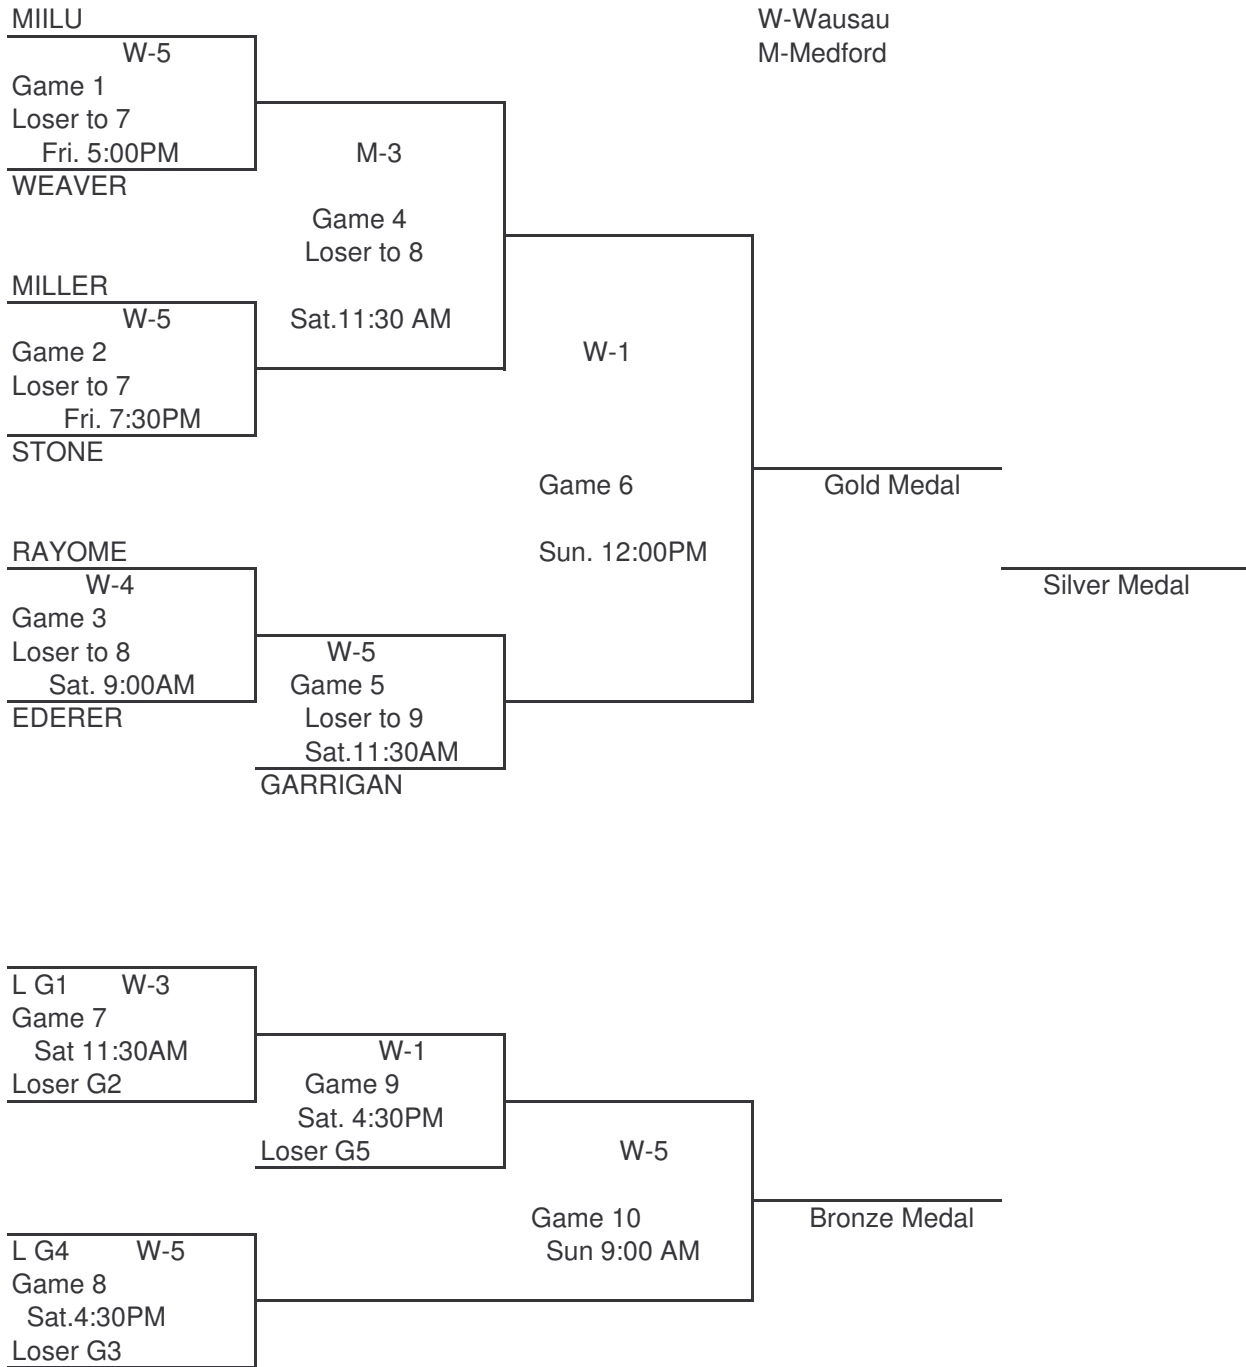 MIILU
W-Wausau
W-5
M-Medford
Game 1
Loser to 7
Fri. 5:00PM
M-3
WEAVER
Game 4
Loser to 8
MILLER
W-5
Sat.11:30 AM
Game 2
W-1
Loser to 7
Fri. 7:30PM
STONE
Game 6
Gold Medal
RAYOME
Sun. 12:00PM
W-4
Silver Medal
Game 3
Loser to 8
W-5
Sat. 9:00AM
Game 5
EDERER
Loser to 9
Sat.11:30AM
GARRIGAN
L G1 W-3
Game 7
Sat 11:30AM
W-1
Loser G2
Game 9
Sat. 4:30PM
Loser G5
W-5
Game 10
Bronze Medal
L G4 W-5
Sun 9:00 AM
Game 8
Sat.4:30PM
Loser G3